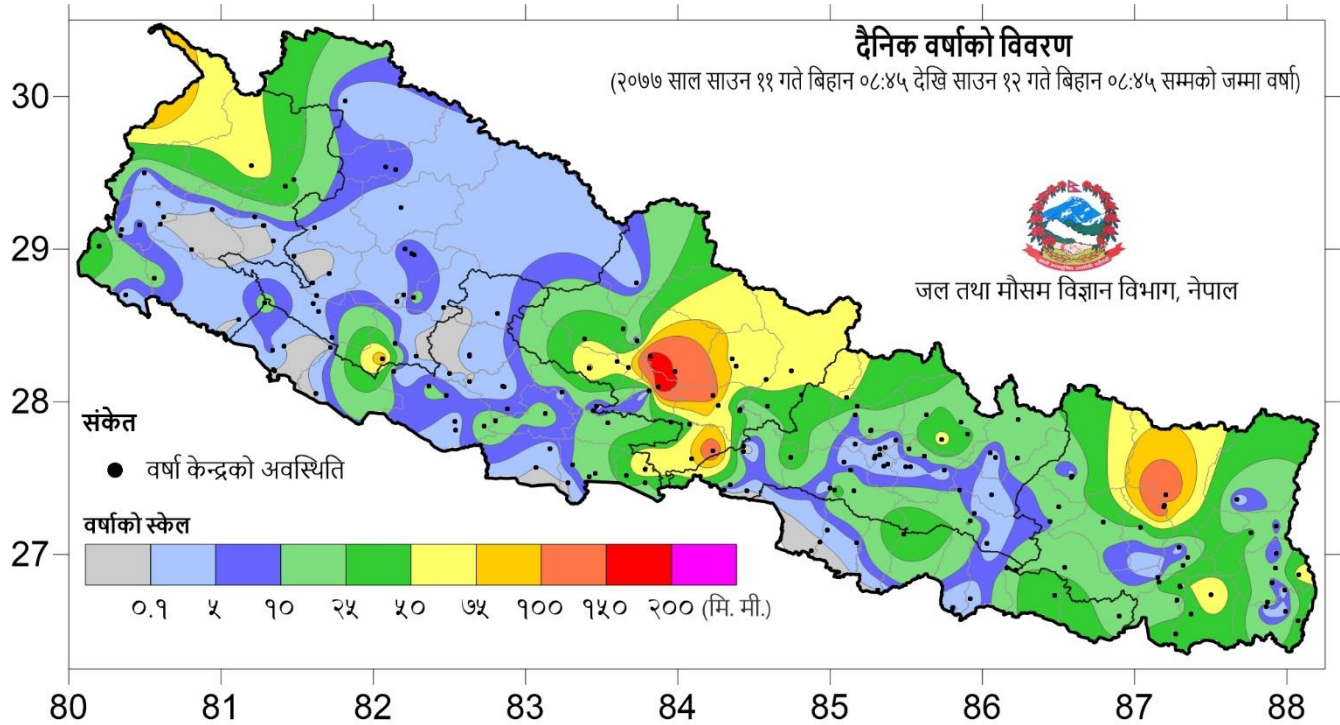 दैनिक वर्षाको विवरण
(२०७७ साल साउन ११ गते बिहान ०८:४५ देखि साउन १२ गते बिहान ०८:४५ सम्मको जम्मा वर्षा)
30
29
28
27
जल तथा मौसम विज्ञान विभाग, नेपाल
संकेत
वर्षा केन्द्रको अवस्थिति
वर्षाको स्केल
०.१ ५ १० २५ ५० ७५ १०० १५० २०० (मि. मी.)
80 81 82 83 84 85 86 87 88